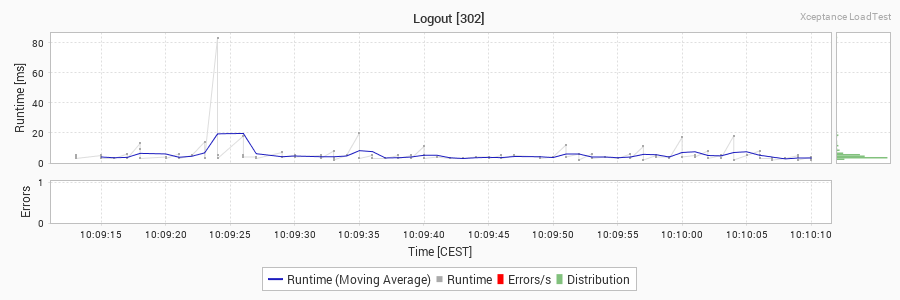 Logout [302]
Xceptance LoadTest
Runtime [ms]
80
60
40
20
0
Errors
1
0
10:09:15 10:09:20 10:09:25 10:09:30 10:09:35 10:09:40 10:09:45 10:09:50 10:09:55 10:10:00 10:10:05 10:10:10
Time [CEST]
Runtime (Moving Average) Runtime Errors/s Distribution